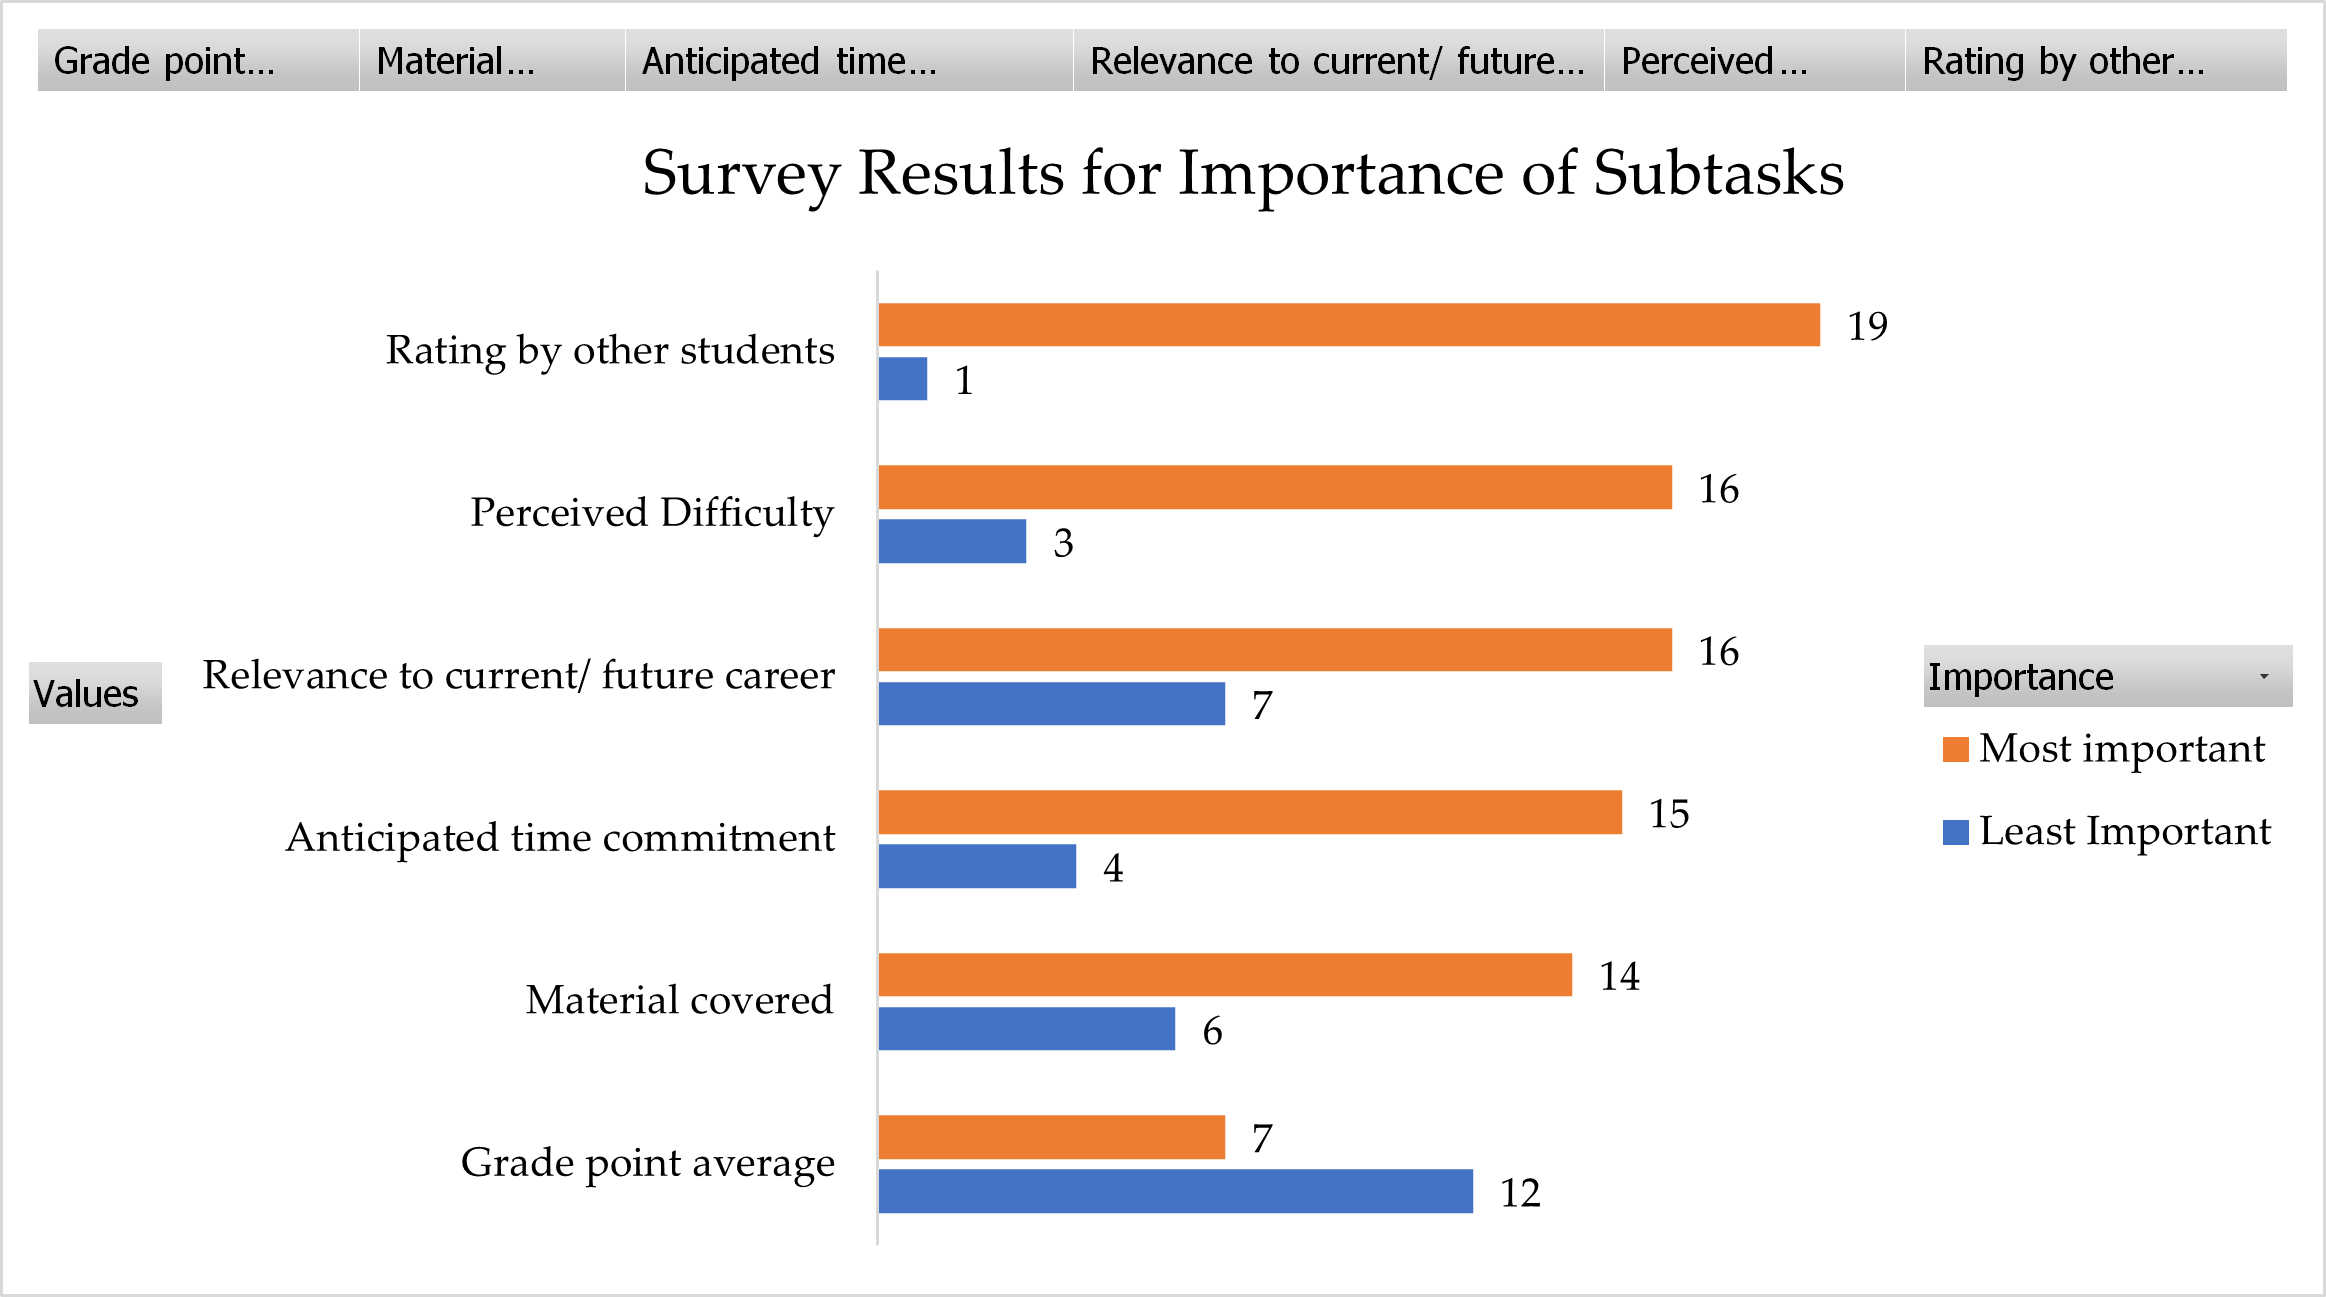 Grade point... Material... Anticipated time... Relevance to current/ future... Perceived... Rating by other...
Survey Results for Importance of Subtasks
Rating by other students
19
1
Perceived Difficulty
16
3
Relevance to current/ future career
16
7
Anticipated time commitment
15
4
Material covered
14
6
Grade point average
7
12
Values
Importance
Most important
Least Important